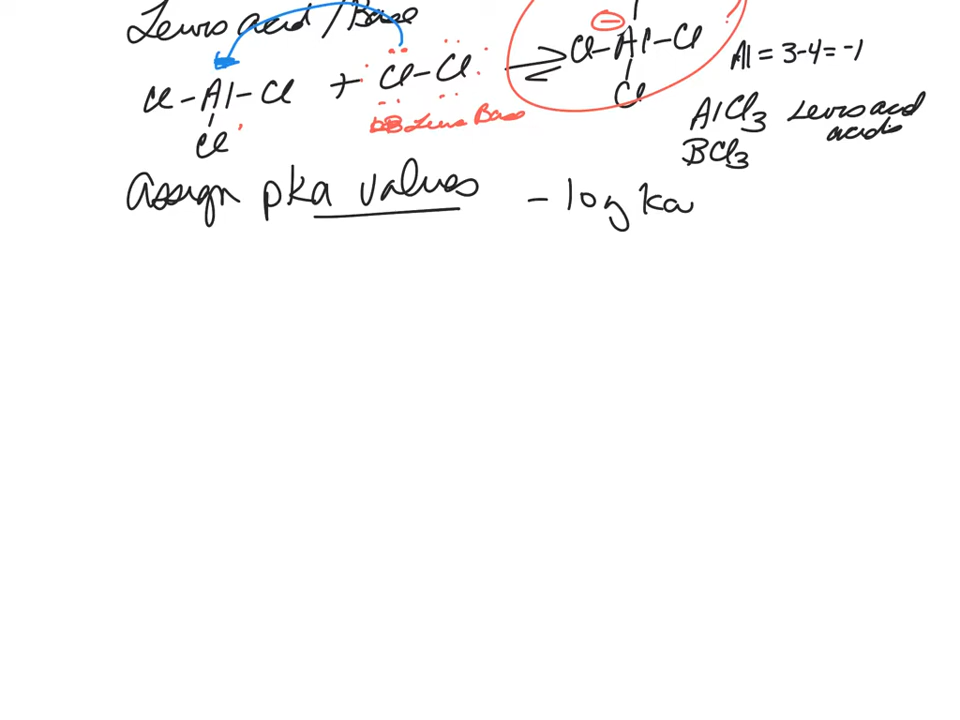 Lewis acid / Base
Cl - Al - Cl + Cl - Cl ⇌ Cl - Al - Cl
Cl
Cl
Lewis Base
⊖
Al = 3-4 = -1
AlCl3 Lewis acid
acids
BCl3
Assign pka values - log ka